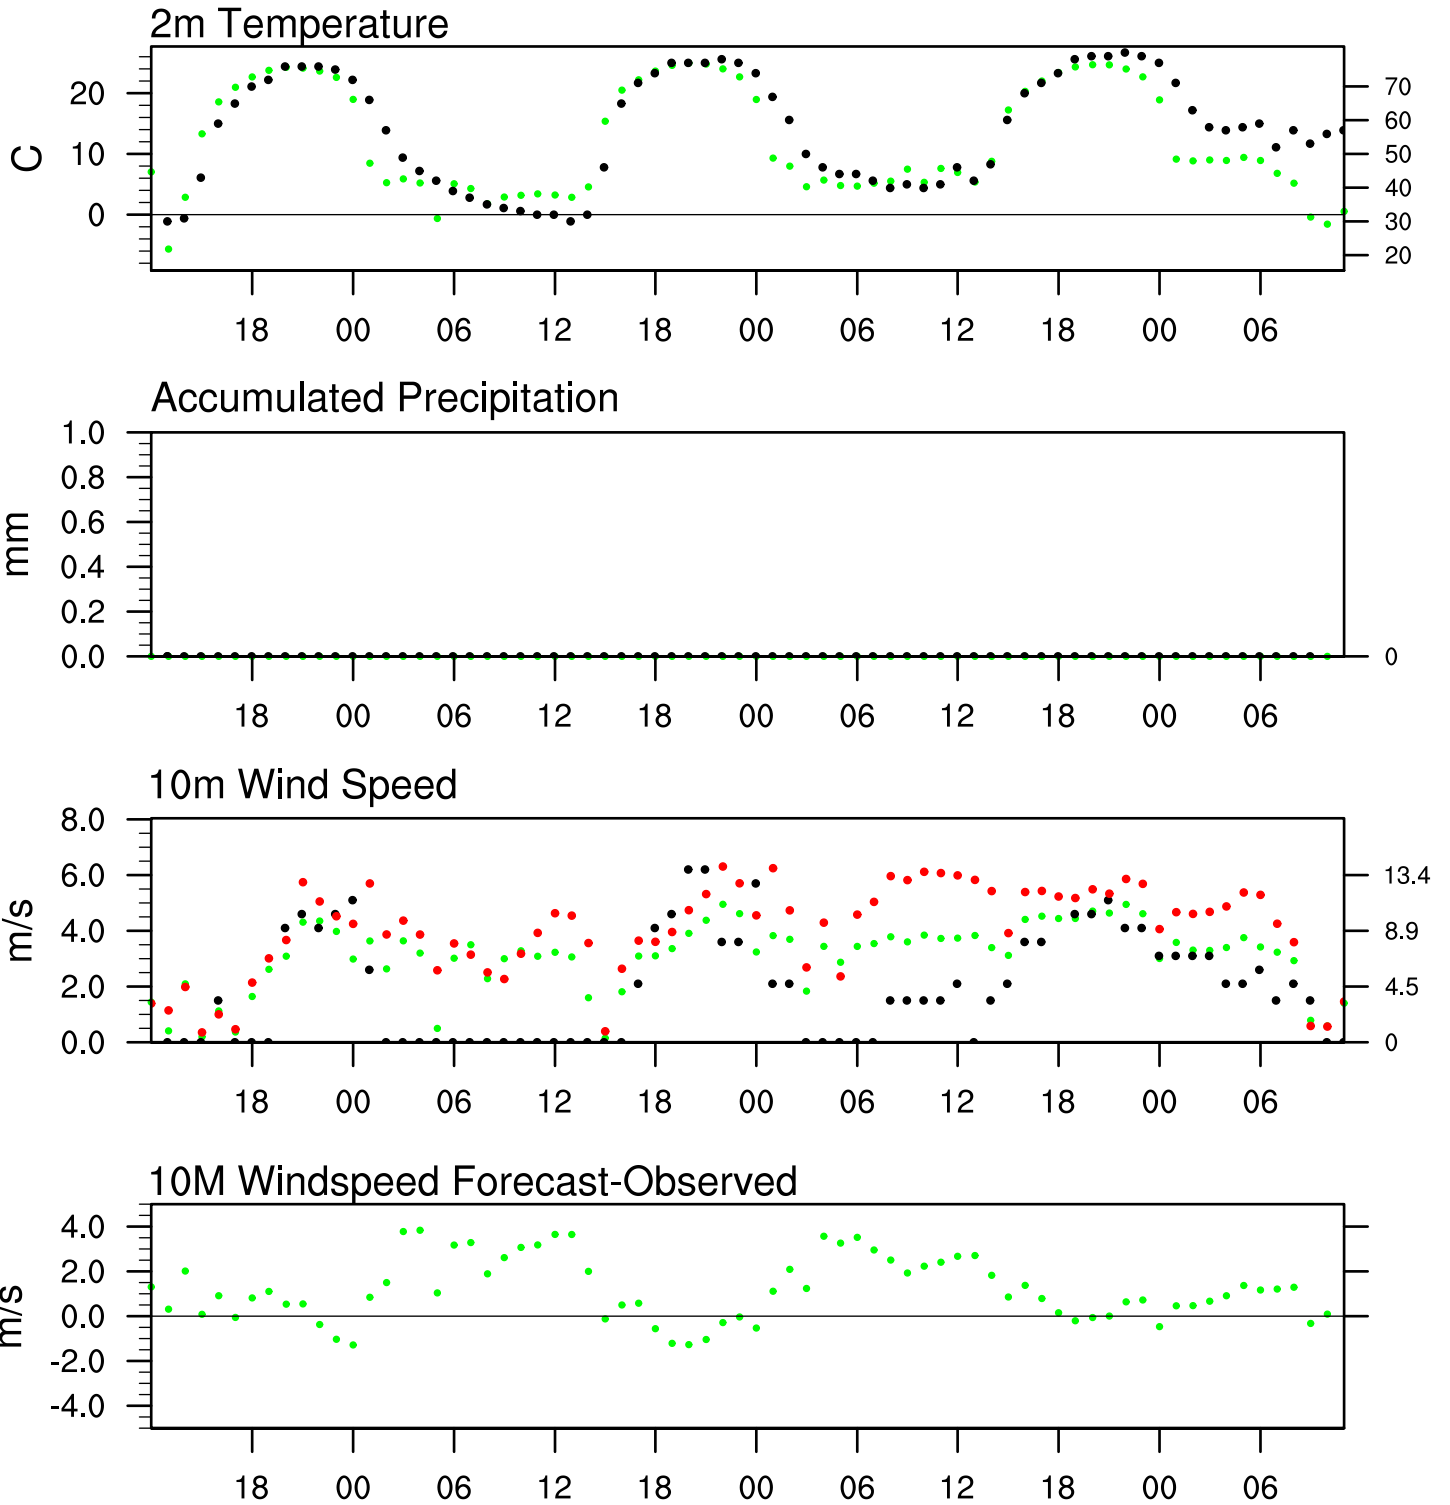 2m Temperature
20
10
0
C
70
60
50
40
30
20
18 00 06 12 18 00 06 12 18 00 06
Accumulated Precipitation
1.0
0.8
0.6
0.4
0.2
0.0
mm
0
18 00 06 12 18 00 06 12 18 00 06
10m Wind Speed
8.0
6.0
4.0
2.0
0.0
m/s
13.4
8.9
4.5
0
18 00 06 12 18 00 06 12 18 00 06
10M Windspeed Forecast-Observed
4.0
2.0
0.0
-2.0
-4.0
m/s
18 00 06 12 18 00 06 12 18 00 06